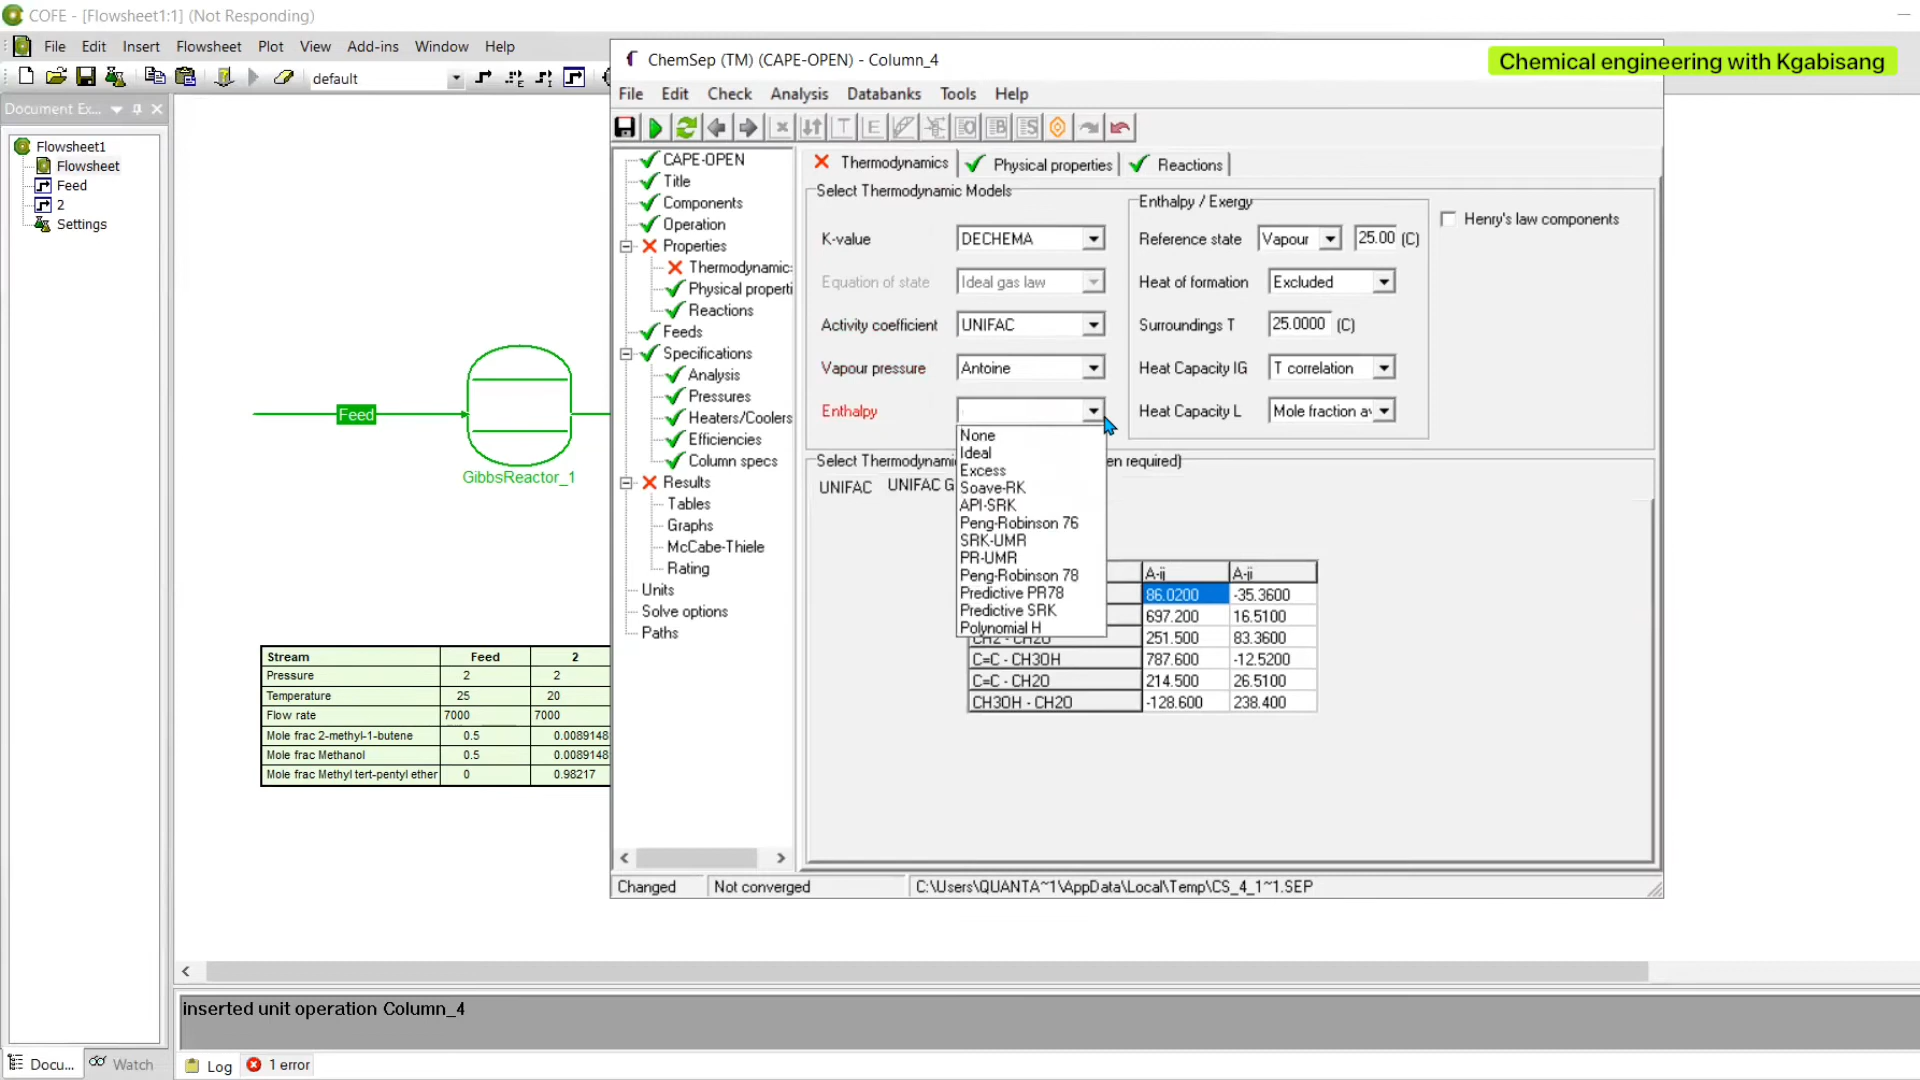 COFE - [Flowsheet1:1] (Not Responding)
File Edit Insert Flowsheet Plot View Add-ins Window Help
default
Document Ex...
Flowsheet1
Flowsheet
Feed
2
Settings
Feed
GibbsReactor_1
Stream Feed 2
Pressure 2 2
Temperature 25 20
Flow rate 7000 7000
Mole frac 2-methyl-1-butene 0.5 0.0089148
Mole frac Methanol 0.5 0.0089148
Mole frac Methyl tert-pentyl ether 0 0.98217
ChemSep (TM) (CAPE-OPEN) - Column_4
Chemical engineering with Kgabisang
File Edit Check Analysis Databanks Tools Help
CAPE-OPEN
Title
Components
Operation
Properties
Thermodynamic:
Physical properti
Reactions
Feeds
Specifications
Analysis
Pressures
Heaters/Coolers
Efficiencies
Column specs
Results
Tables
Graphs
McCabe-Thiele
Rating
Units
Solve options
Paths
Thermodynamics Physical properties Reactions
Select Thermodynamic Models
K-value DECHEMA
Equation of state Ideal gas law
Activity coefficient UNIFAC
Vapour pressure Antoine
Enthalpy
None
Ideal
Excess
Soave-RK
API-SRK
Peng-Robinson 76
SRK-UMR
PR-UMR
Peng-Robinson 78
Predictive PR78
Predictive SRK
Polynomial H
Enthalpy / Exergy
Reference state Vapour 25.00 (C)
Heat of formation Excluded
Surroundings T 25.0000 (C)
Heat Capacity IG T correlation
Heat Capacity L Mole fraction a
Henry's law components
Select Thermodynami en required)
UNIFAC UNIFAC G
A-ij A-ji
86.0200 -35.3600
697.200 16.5100
CH2 - CH2O 251.500 83.3600
C=C - CH3OH 787.600 -12.5200
C=C - CH2O 214.500 26.5100
CH3OH - CH2O -128.600 238.400
Changed Not converged C:\Users\QUANTA~1\AppData\Local\Temp\CS_4_1~1.SEP
inserted unit operation Column_4
Docu... Watch Log 1 error